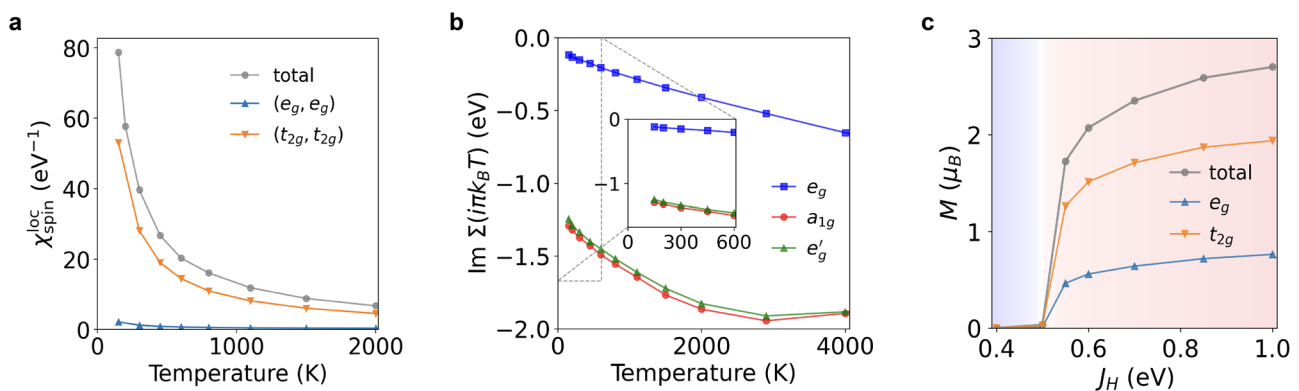 a
80
60
40
20
0
χ^loc_spin (eV⁻¹)
total
(e_g, e_g)
(t_2g, t_2g)
0
1000
2000
Temperature (K)
b
0.0
−0.5
−1.0
−1.5
−2.0
Im Σ(iπk_BT) (eV)
0
−1
0
300
600
e_g
a_1g
e′_g
0
2000
4000
Temperature (K)
c
3
2
1
0
M (μ_B)
total
e_g
t_2g
0.4
0.6
0.8
1.0
J_H (eV)